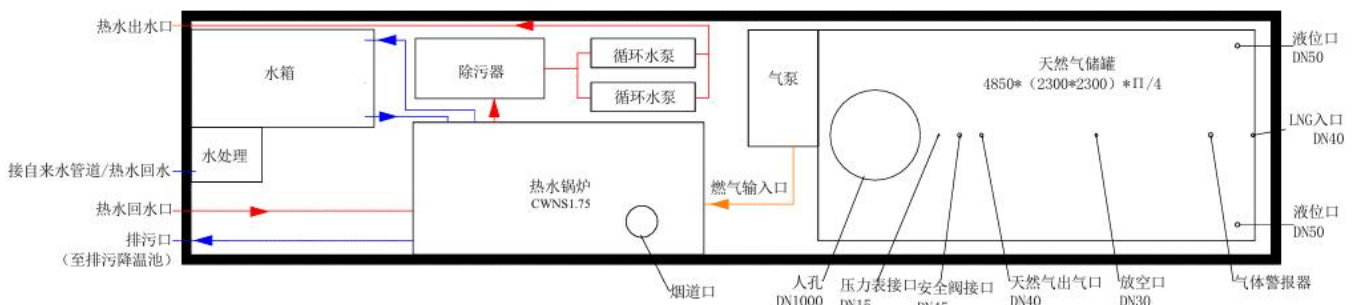 热水出水口
水箱
除污器
循环水泵
循环水泵
气泵
天然气储罐
4850*（2300*2300）*Π/4
液位口
DN50
LNG入口
DN40
水处理
接自来水管道/热水回水
热水锅炉
CWNS1.75
燃气输入口
热水回水口
排污口
（至排污降温池）
液位口
DN50
烟道口
人孔
DN1000
压力表接口
DN15
安全阀接口
DN45
天然气出气口
DN40
放空口
DN30
气体警报器